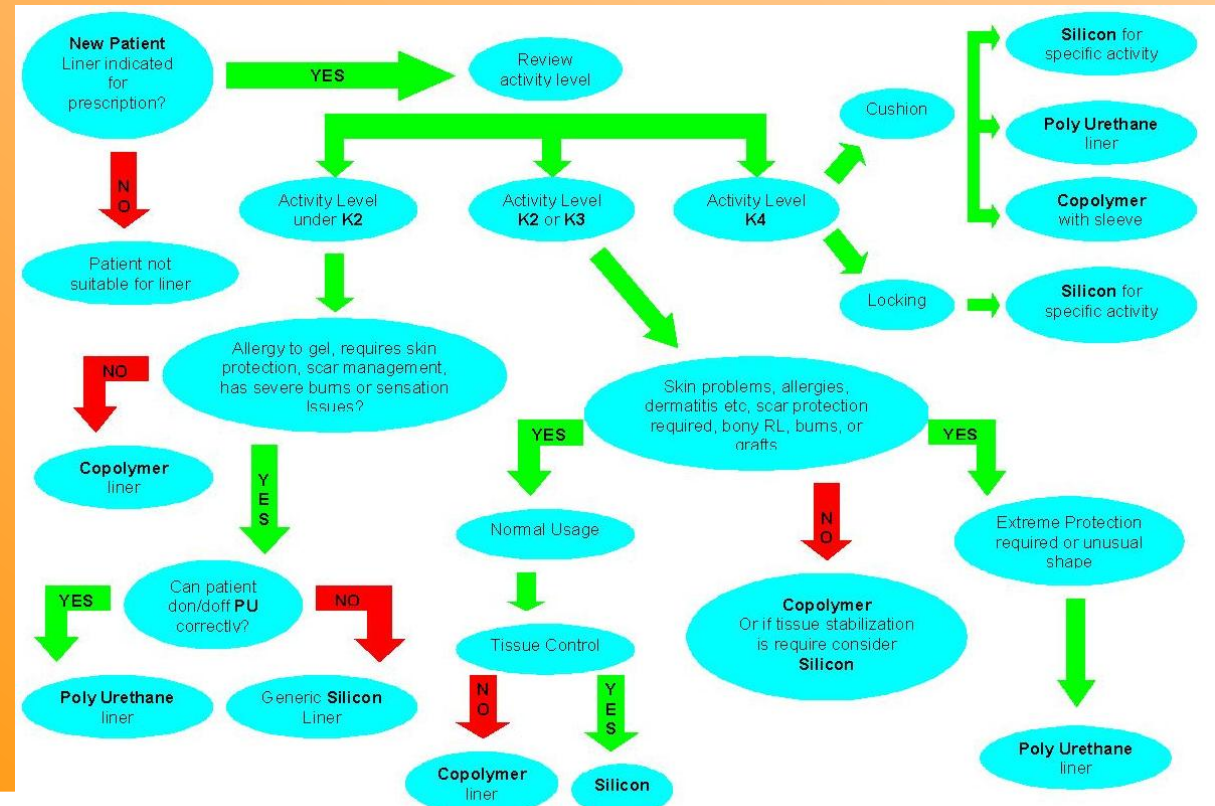 New Patient
Liner indicated
for
prescription?
YES
Review
activity level
NO
Patient not
suitable for liner
Activity Level
under K2
Activity Level
K2 or K3
Activity Level
K4
Cushion
Silicon for
specific activity
Poly Urethane
liner
Copolymer
with sleeve
Locking
Silicon for
specific activity
Allergy to gel, requires skin
protection, scar management,
has severe burns or sensation
Issues?
NO
Copolymer
liner
YES
Can patient
don/doff PU
correctly?
YES
Poly Urethane
liner
NO
Generic Silicon
Liner
Skin problems, allergies,
dermatitis etc, scar protection
required, bony RL, burns, or
grafts
YES
Normal Usage
Tissue Control
NO
Copolymer
liner
YES
Silicon
NO
Copolymer
Or if tissue stabilization
is require consider
Silicon
YES
Extreme Protection
required or unusual
shape
Poly Urethane
liner